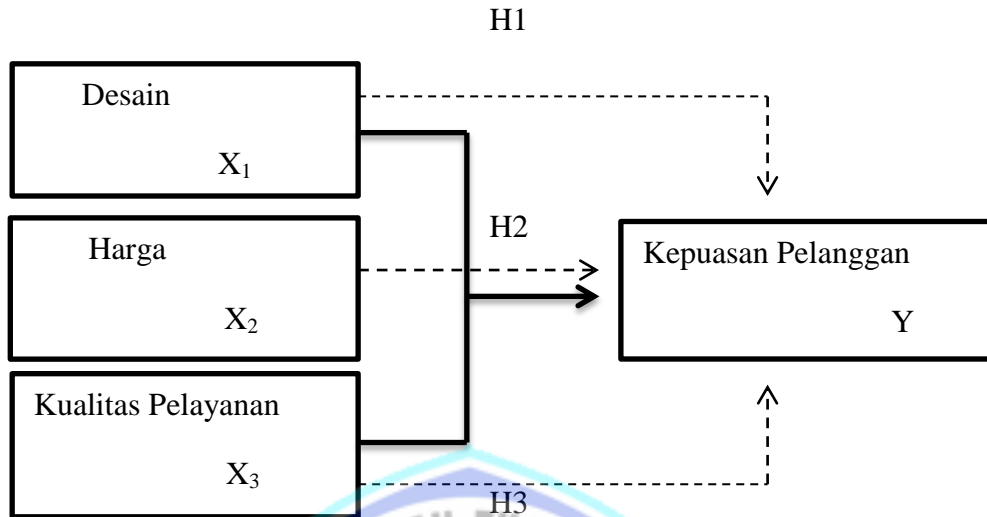 H1
Desain
X₁
H2
Harga
Kepuasan Pelanggan
X₂
Y
Kualitas Pelayanan
X₃
H3